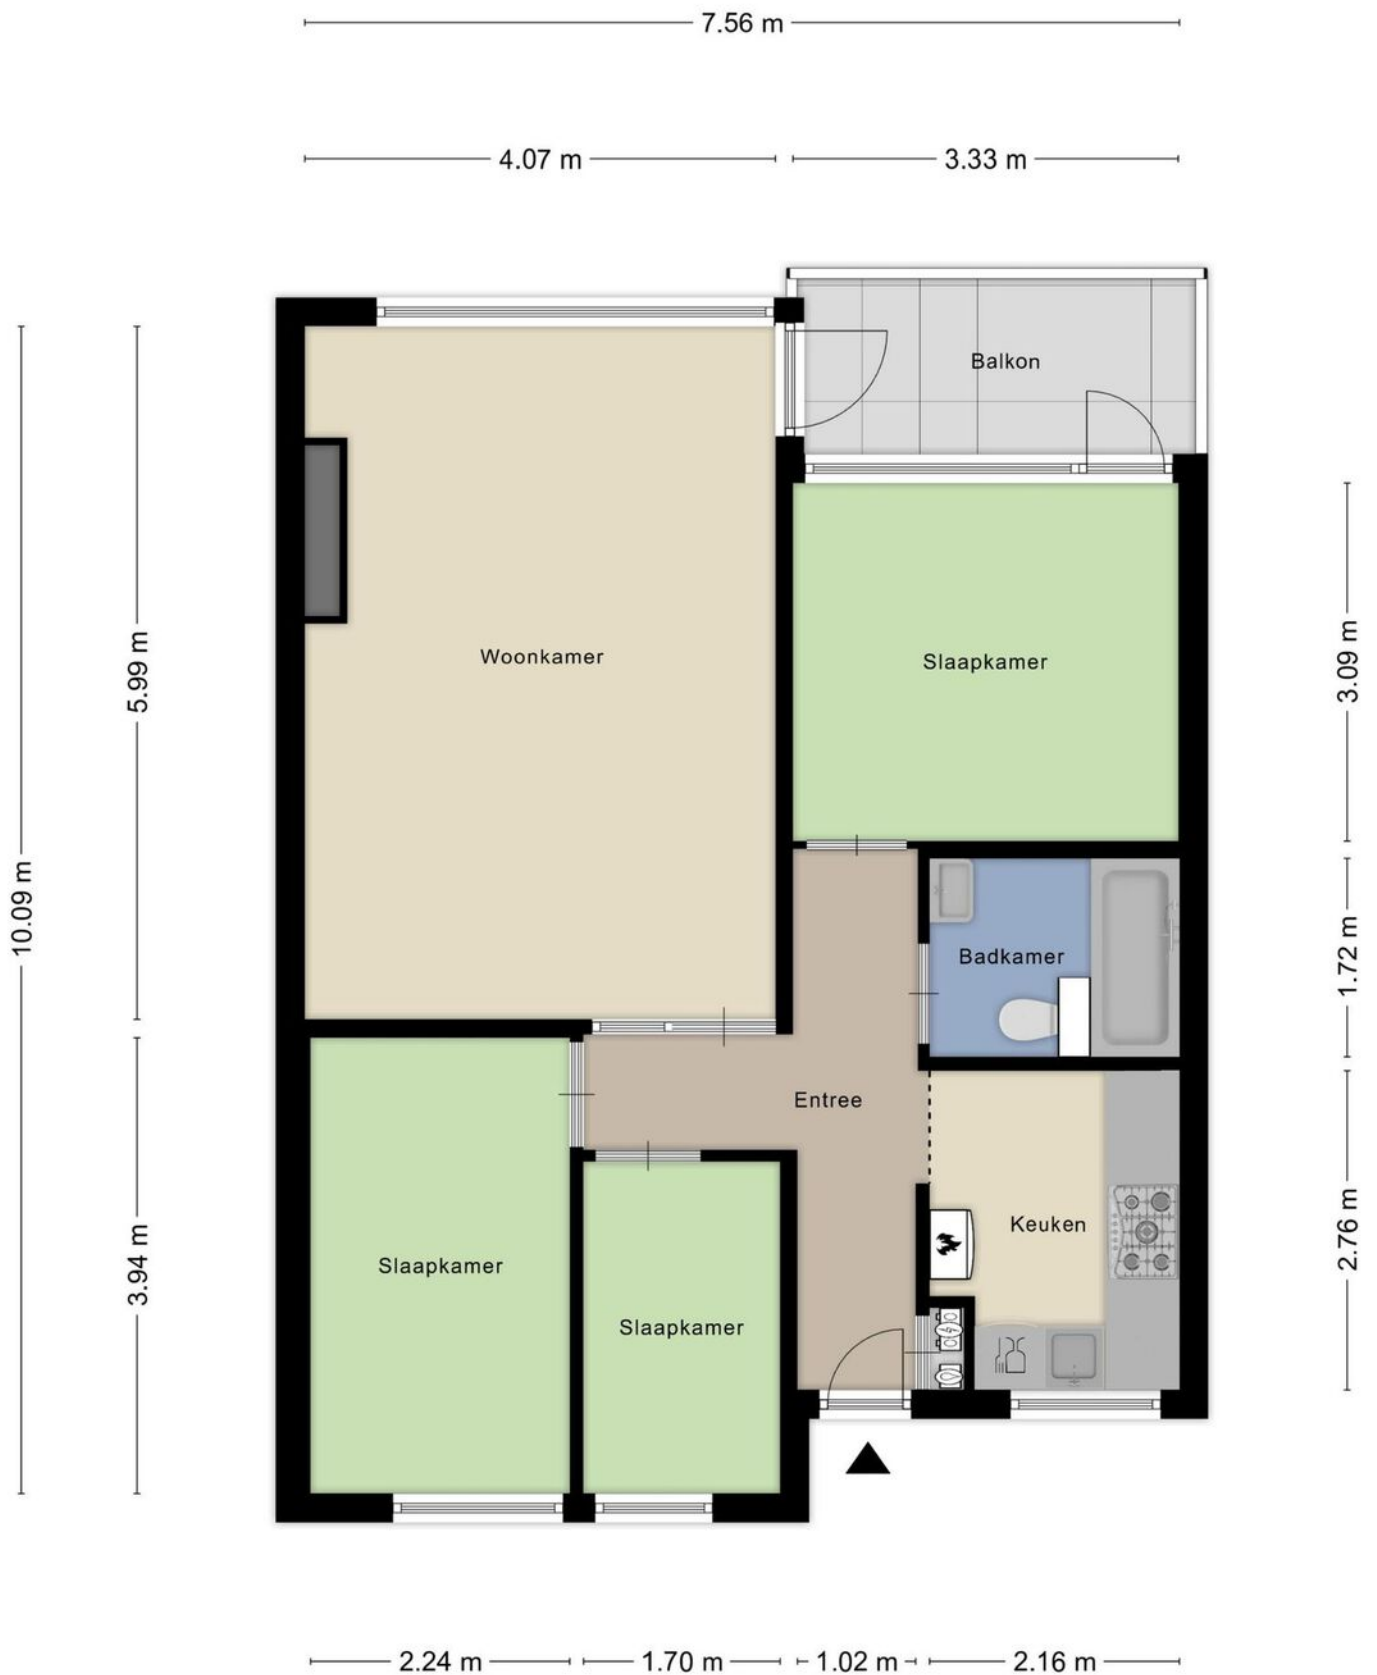 7.56 m
4.07 m
3.33 m
Balkon
Woonkamer
Slaapkamer
5.99 m
3.09 m
10.09 m
Badkamer
1.72 m
Entree
Keuken
2.76 m
Slaapkamer
3.94 m
Slaapkamer
2.24 m
1.70 m
1.02 m
2.16 m